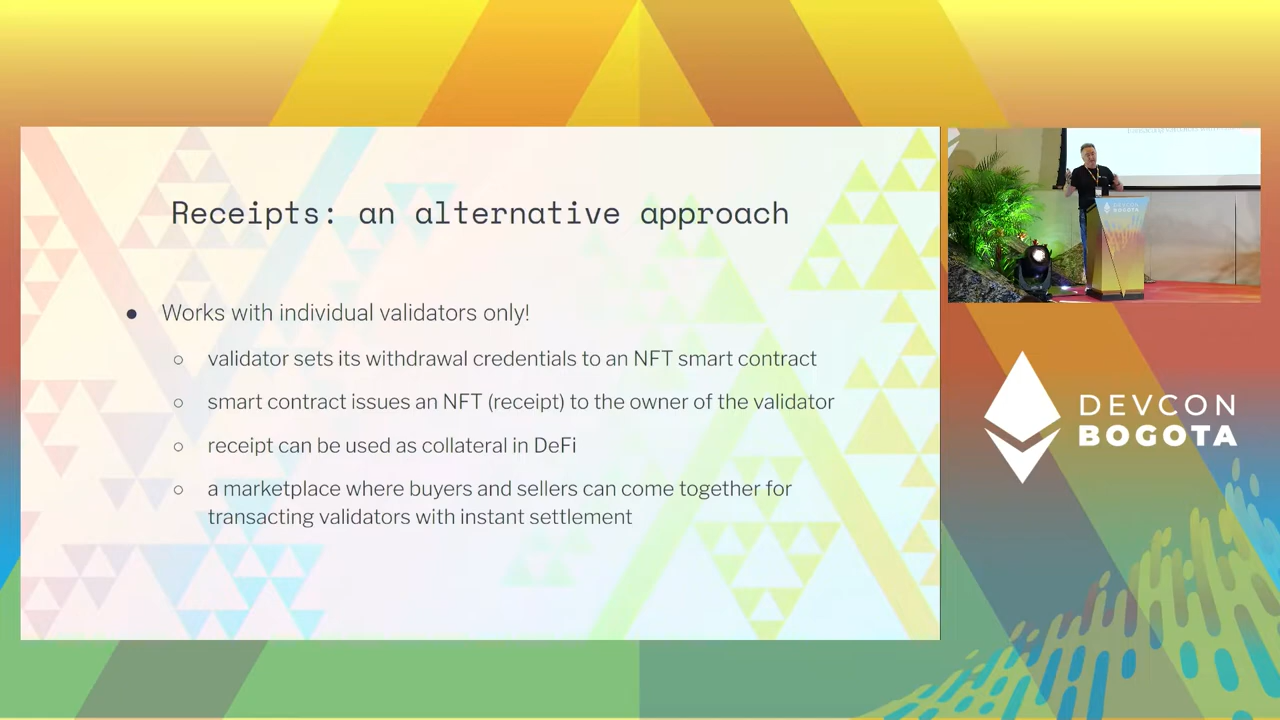 Receipts: an alternative approach
● Works with individual validators only!
○ validator sets its withdrawal credentials to an NFT smart contract
○ smart contract issues an NFT (receipt) to the owner of the validator
○ receipt can be used as collateral in DeFi
○ a marketplace where buyers and sellers can come together for
transacting validators with instant settlement
DEVCON
BOGOTA
DEVCON
BOGOTA